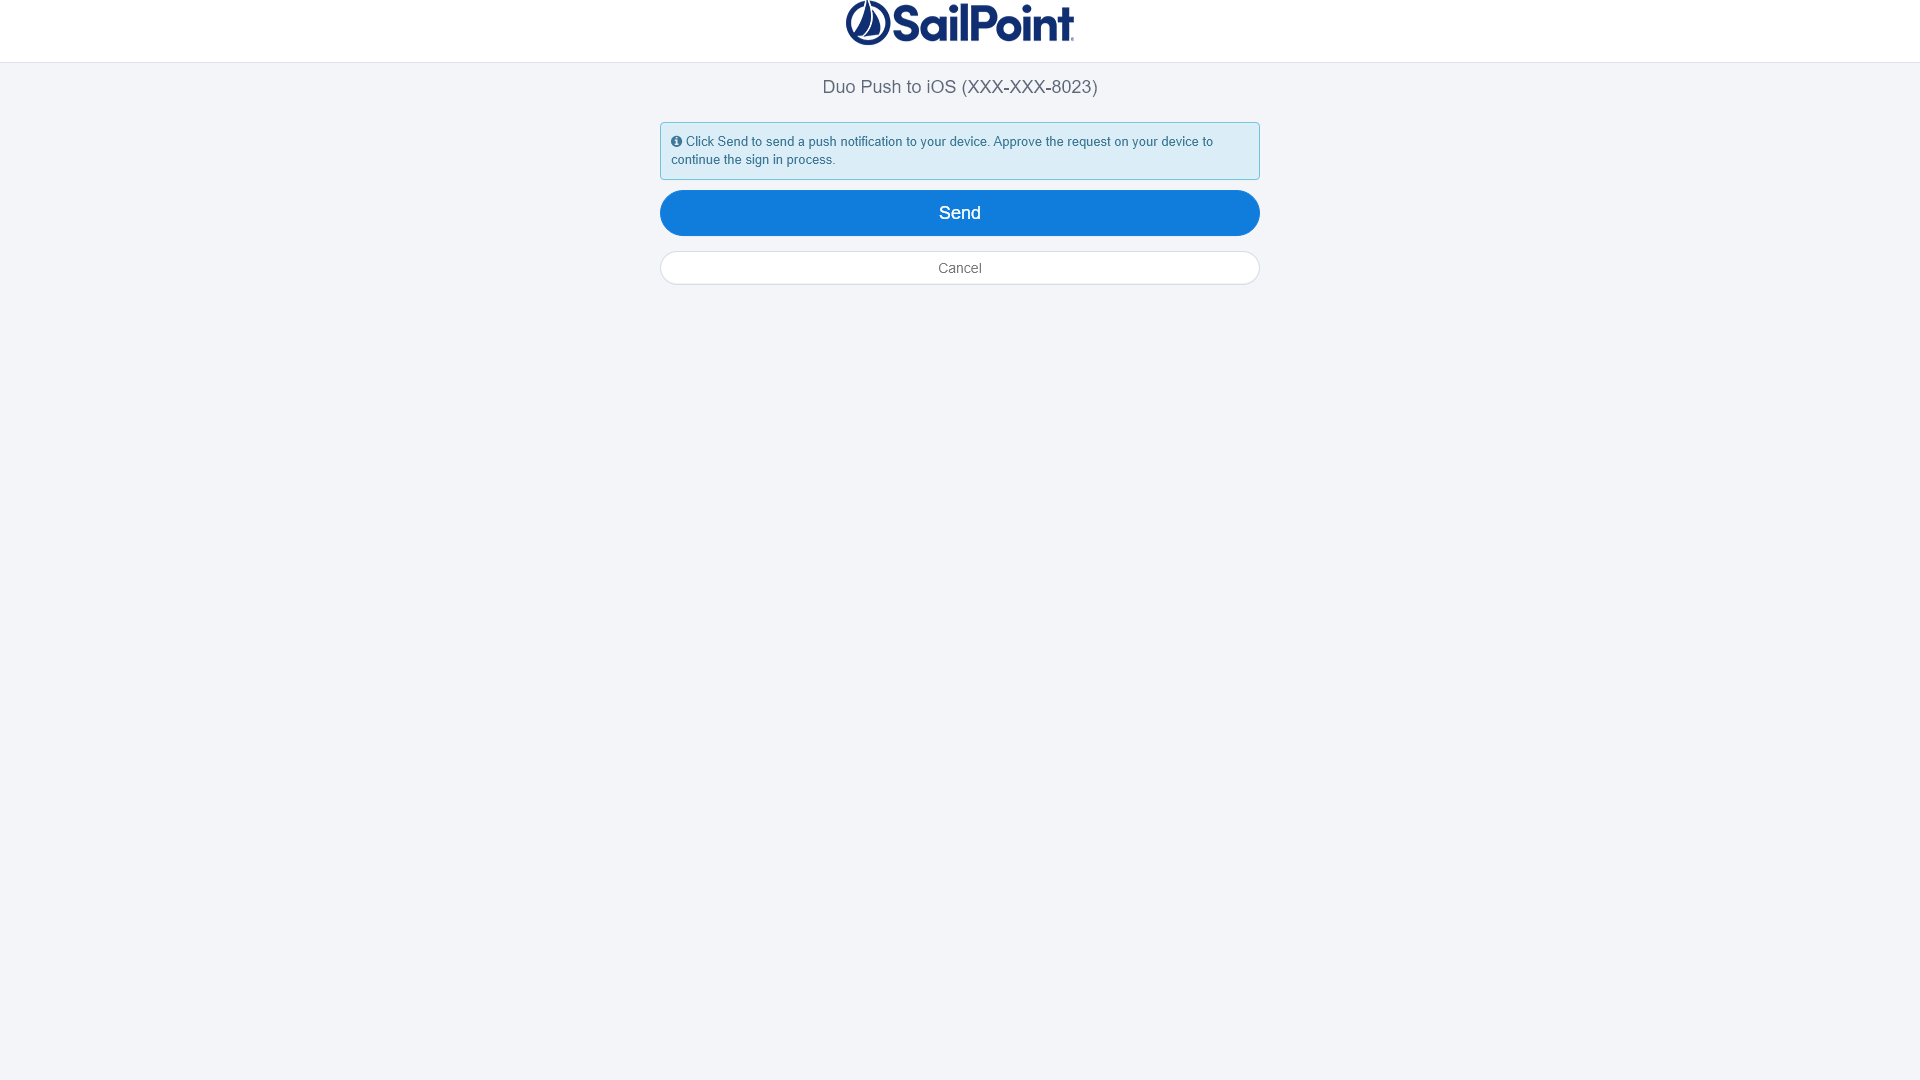 SailPoint
Duo Push to iOS (XXX-XXX-8023)
Click Send to send a push notification to your device. Approve the request on your device to
continue the sign in process.
Send
Cancel